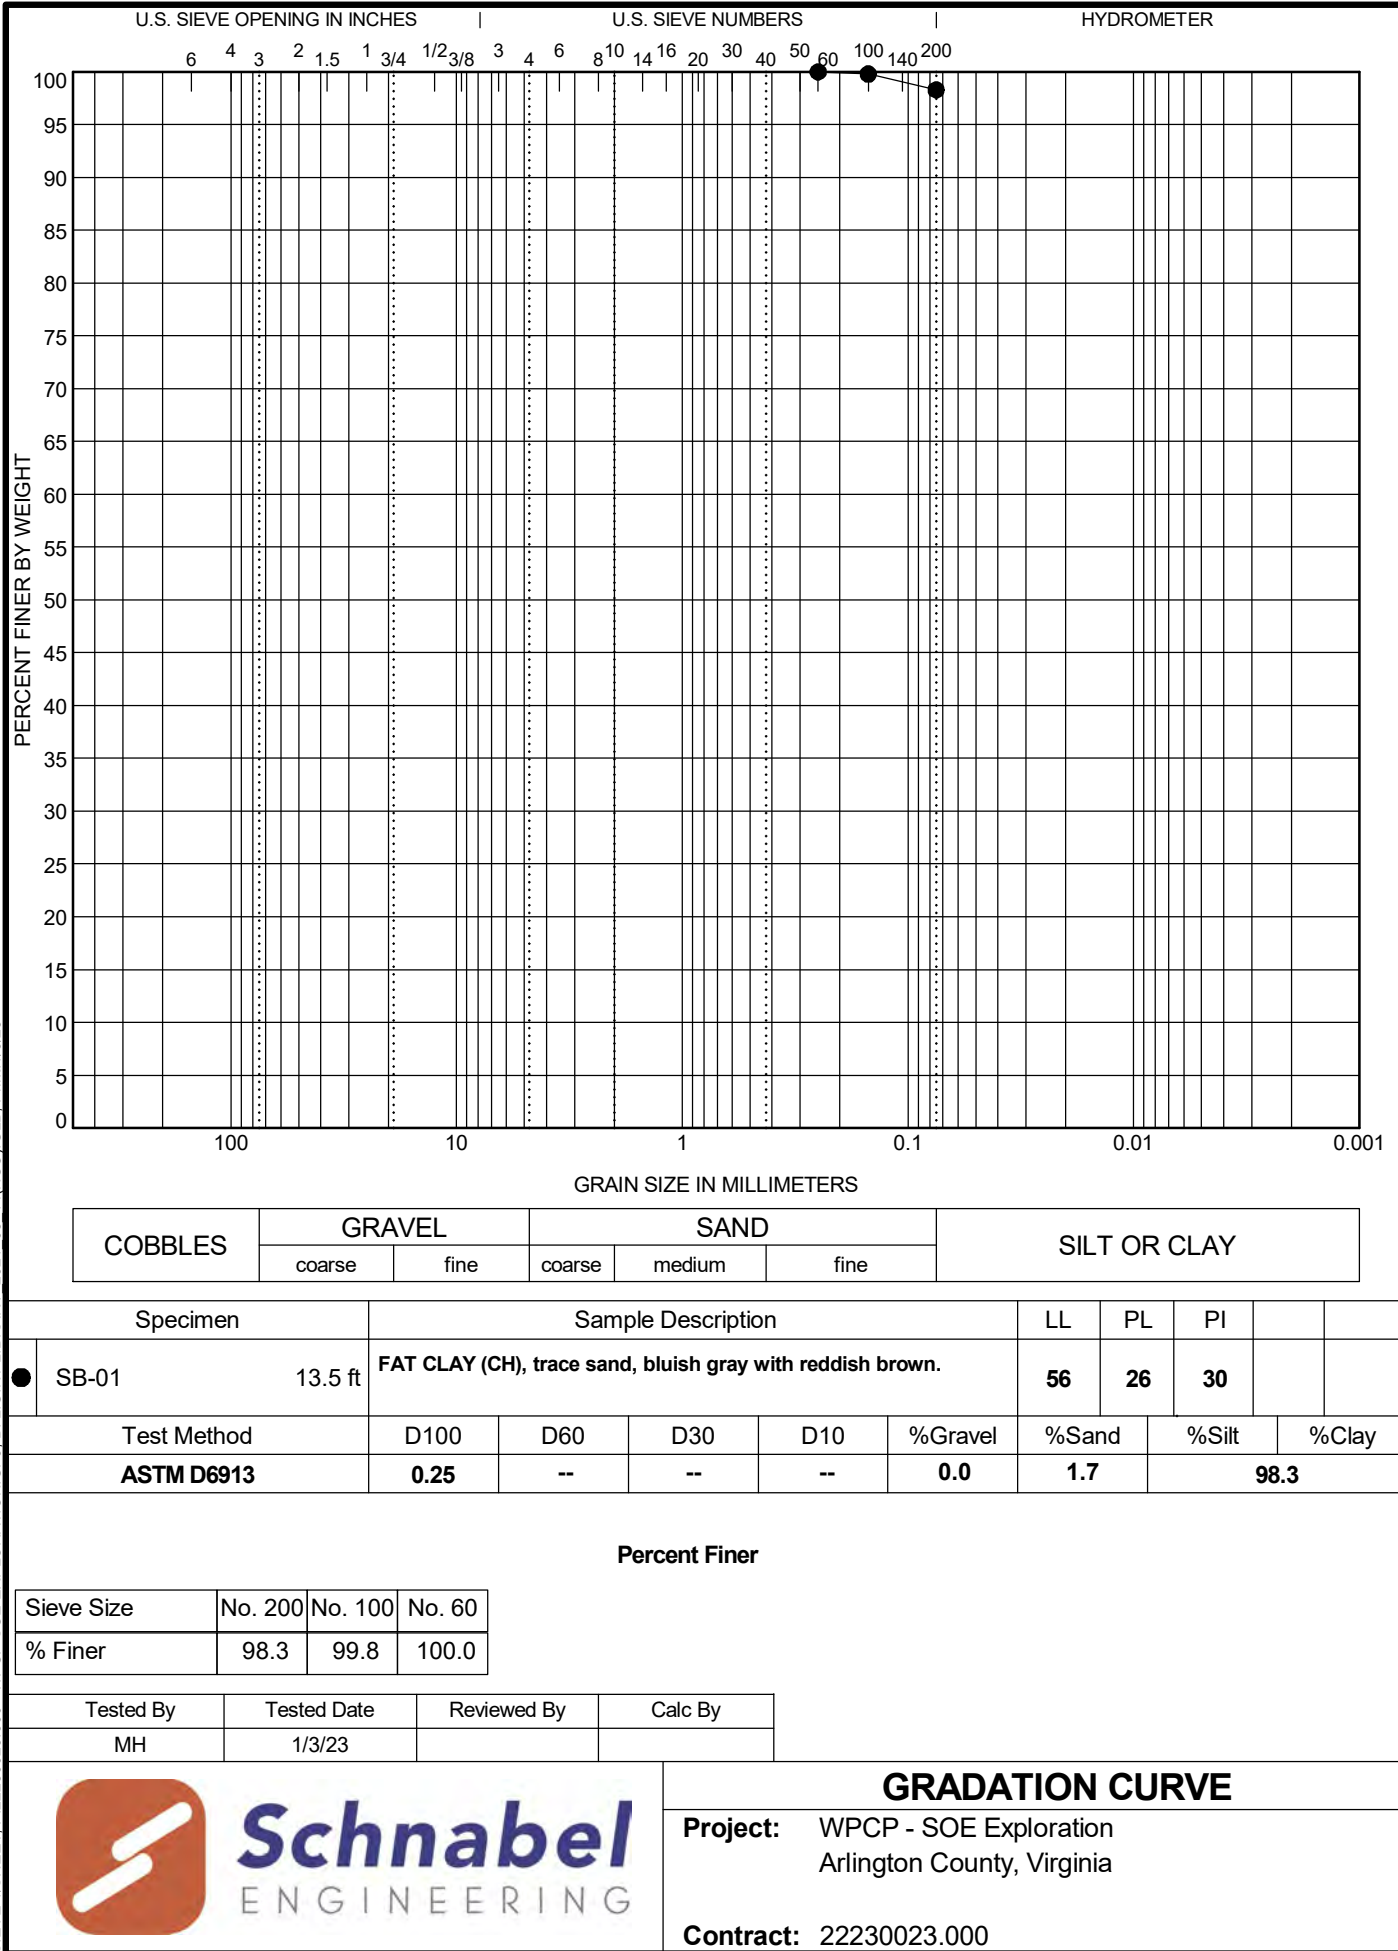 U.S. SIEVE OPENING IN INCHES | U.S. SIEVE NUMBERS | HYDROMETER
6 4 3 2 1.5 1 3/4 1/2 3/8 3 4 6 8 10 14 16 20 30 40 50 60 100 140 200
100
95
90
85
80
75
70
65
60
55
50
45
40
35
30
25
20
15
10
5
0
PERCENT FINER BY WEIGHT
100 10 1 0.1 0.01 0.001
GRAIN SIZE IN MILLIMETERS
COBBLES GRAVEL SAND SILT OR CLAY
coarse fine coarse medium fine
Specimen Sample Description LL PL PI
SB-01 13.5 ft FAT CLAY (CH), trace sand, bluish gray with reddish brown. 56 26 30
Test Method D100 D60 D30 D10 %Gravel %Sand %Silt %Clay
ASTM D6913 0.25 -- -- -- 0.0 1.7 98.3
Percent Finer
Sieve Size No. 200 No. 100 No. 60
% Finer 98.3 99.8 100.0
Tested By Tested Date Reviewed By Calc By
MH 1/3/23
Schnabel
ENGINEERING
GRADATION CURVE
Project: WPCP - SOE Exploration
Arlington County, Virginia
Contract: 22230023.000